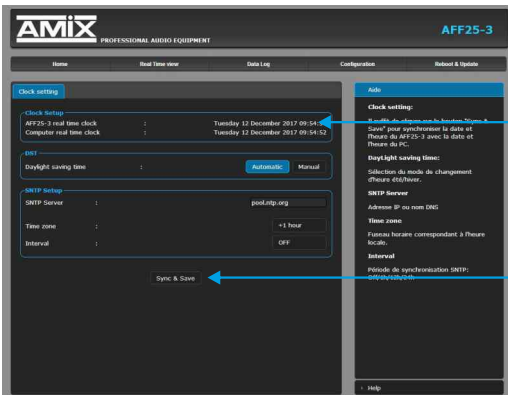 AMIX PROFESSIONAL AUDIO EQUIPMENT
AFF25-3
Home Real Time view Data Log Configuration Reboot & Update
Clock setting
Clock Setup
AFF25-3 real time clock : Tuesday 12 December 2017 09:54:
Computer real time clock : Tuesday 12 December 2017 09:54:52
DST
Daylight saving time : Automatic Manual
SNTP Setup
SNTP Server : pool.ntp.org
Time zone : +1 hour
Interval : OFF
Sync & Save
Aide
Clock setting:
Il suffit de cliquer sur le bouton "Sync &
Save" pour synchroniser la date et
l'heure du AFF25-3 avec la date et
l'heure du PC.
DayLight saving time:
Sélection du mode de changement
d'heure été/hiver.
SNTP Server
Adresse IP ou nom DNS
Time zone
Fuseau horaire correspondant à l'heure
locale.
Interval
Période de synchronisation SNTP:
Off/1h/12h/24h
Help